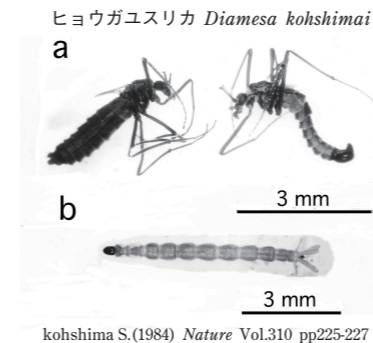 ヒョウガユスリカ Diamesa kohshimai
a
3 mm
b
3 mm
kohshima S.(1984) Nature Vol.310 pp225-227